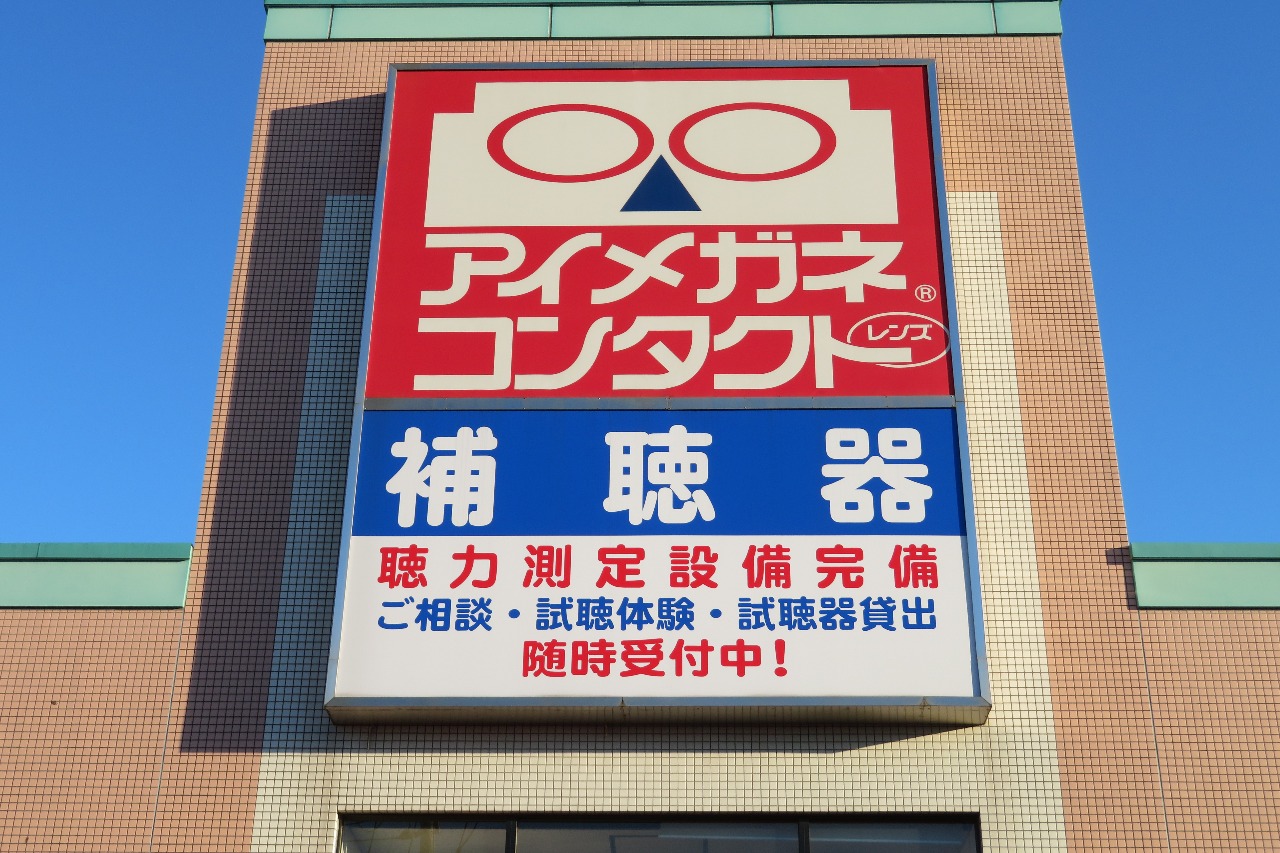 アイメガネ®
コンタクトレンズ
補聴器
聴力測定設備完備
ご相談・試聴体験・試聴器貸出
随時受付中!